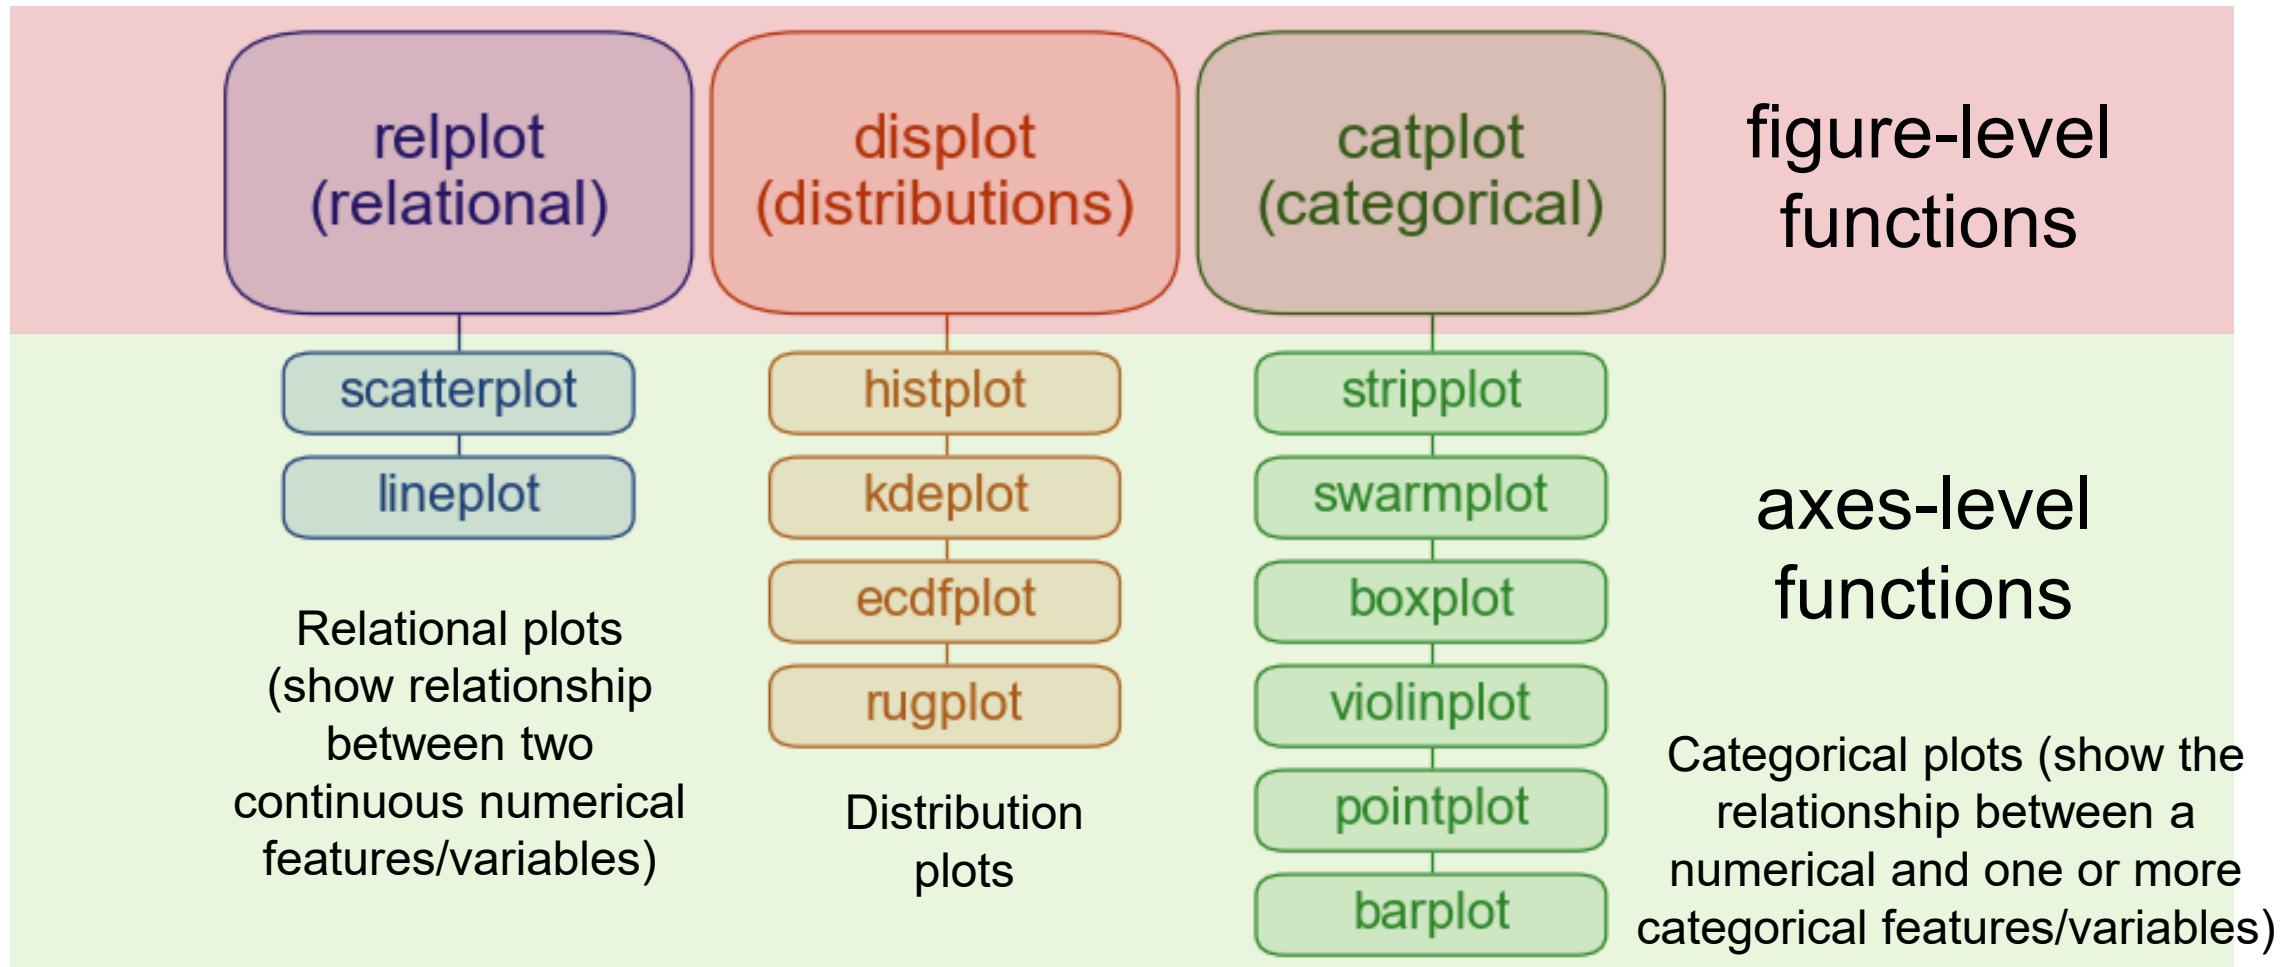 relplot
(relational)
displot
(distributions)
catplot
(categorical)
figure-level
functions
scatterplot
lineplot
Relational plots
(show relationship
between two
continuous numerical
features/variables)
histplot
kdeplot
ecdfplot
rugplot
Distribution
plots
stripplot
swarmplot
boxplot
violinplot
pointplot
barplot
axes-level
functions
Categorical plots (show the
relationship between a
numerical and one or more
categorical features/variables)